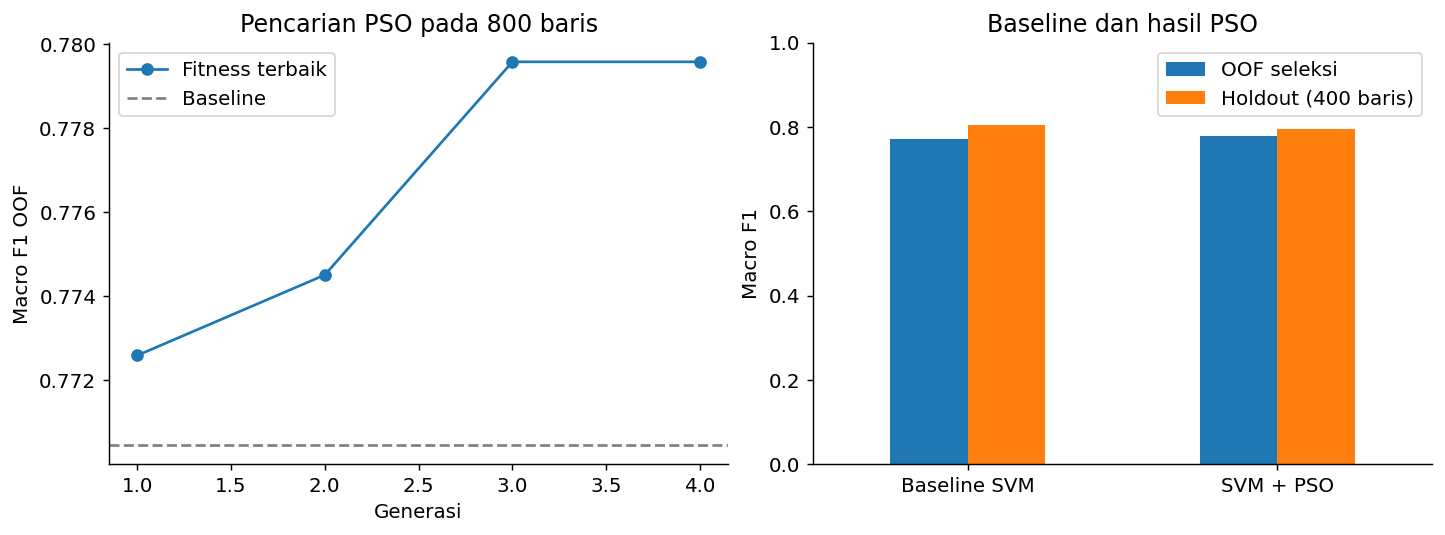 Pencarian PSO pada 800 baris
Fitness terbaik
Baseline
Macro F1 OOF
0.780
0.778
0.776
0.774
0.772
1.0
1.5
2.0
2.5
3.0
3.5
4.0
Generasi
Baseline dan hasil PSO
OOF seleksi
Holdout (400 baris)
Macro F1
1.0
0.8
0.6
0.4
0.2
0.0
Baseline SVM
SVM + PSO